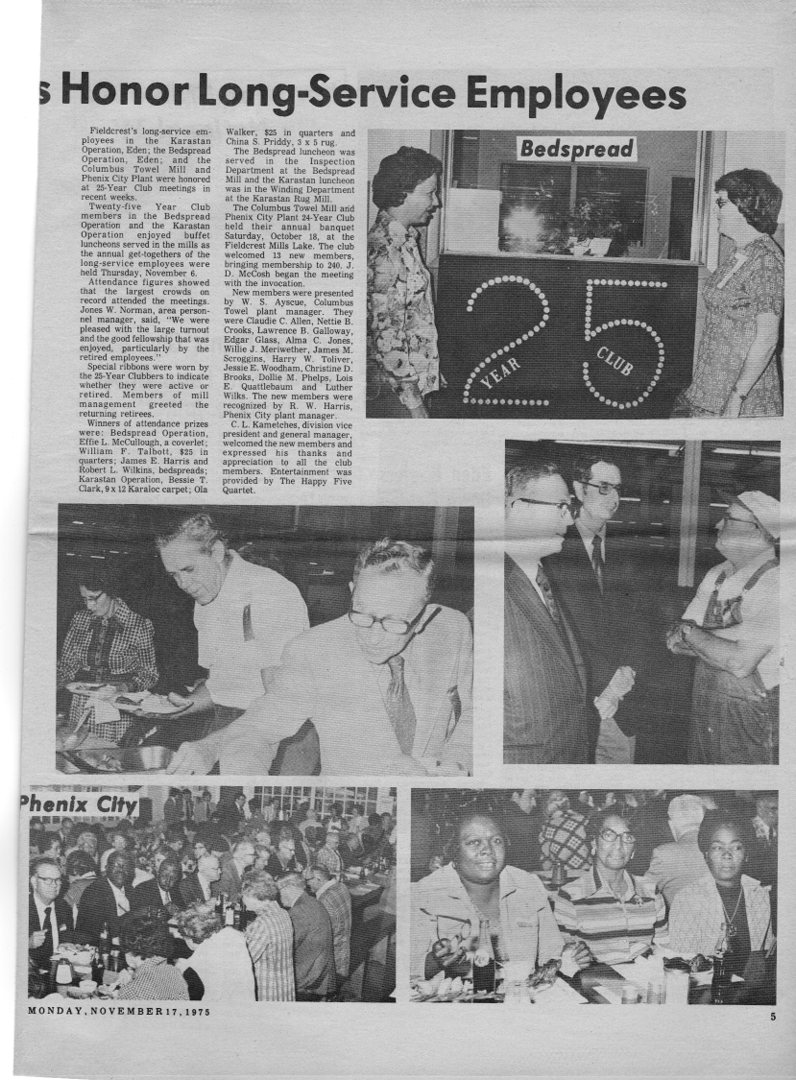 s Honor Long-Service Employees
Fieldcrest's long-service em-
ployees in the Karastan
Operation, Eden; the Bedspread
Operation, Eden; and the
Columbus Towel Mill and
Phenix City Plant were honored
at 25-Year Club meetings in
recent weeks.
Twenty-five Year Club
members in the Bedspread
Operation and the Karastan
Operation enjoyed buffet
luncheons served in the mills as
the annual get-togethers of the
long-service employees were
held Thursday, November 6.
Attendance figures showed
that the largest crowds on
record attended the meetings.
Jones W. Norman, area person-
nel manager, said, "We were
pleased with the large turnout
and the good fellowship that was
enjoyed, particularly by the
retired employees."
Special ribbons were worn by
the 25-Year Clubbers to indicate
whether they were active or
retired. Members of mill
management greeted the
returning retirees.
Winners of attendance prizes
were: Bedspread Operation,
Effie L. McCullough, a coverlet;
William F. Talbott, $25 in
quarters; James E. Harris and
Robert L. Wilkins, bedspreads;
Karastan Operation, Bessie T.
Clark, 9 x 12 Karaloc carpet; Ola
Walker, $25 in quarters and
China S. Priddy, 3 x 5 rug.
The Bedspread luncheon was
served in the Inspection
Department at the Bedspread
Mill and the Karastan luncheon
was in the Winding Department
at the Karastan Rug Mill.
The Columbus Towel Mill and
Phenix City Plant 24-Year Club
held their annual banquet
Saturday, October 18, at the
Fieldcrest Mills Lake. The club
welcomed 13 new members,
bringing membership to 240. J.
D. McCosh began the meeting
with the invocation.
New members were presented
by W. S. Ayscue, Columbus
Towel plant manager. They
were Claudie C. Allen, Nettie B.
Crooks, Lawrence B. Galloway,
Edgar Glass, Alma C. Jones,
Willie J. Meriwether, James M.
Scroggins, Harry W. Toliver,
Jessie E. Woodham, Christine D.
Brooks, Dollie M. Phelps, Lois
E. Quattlebaum and Luther
Wilks. The new members were
recognized by R. W. Harris,
Phenix City plant manager.
C. L. Kametches, division vice
president and general manager,
welcomed the new members and
expressed his thanks and
appreciation to all the club
members. Entertainment was
provided by The Happy Five
Quartet.
Bedspread
25
YEAR CLUB
Phenix City
MONDAY, NOVEMBER 17, 1975
5